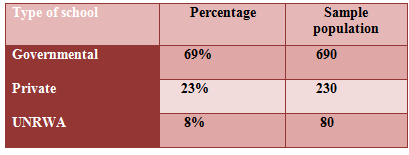 Type of school Percentage Sample
population
Governmental 69% 690
Private 23% 230
UNRWA 8% 80